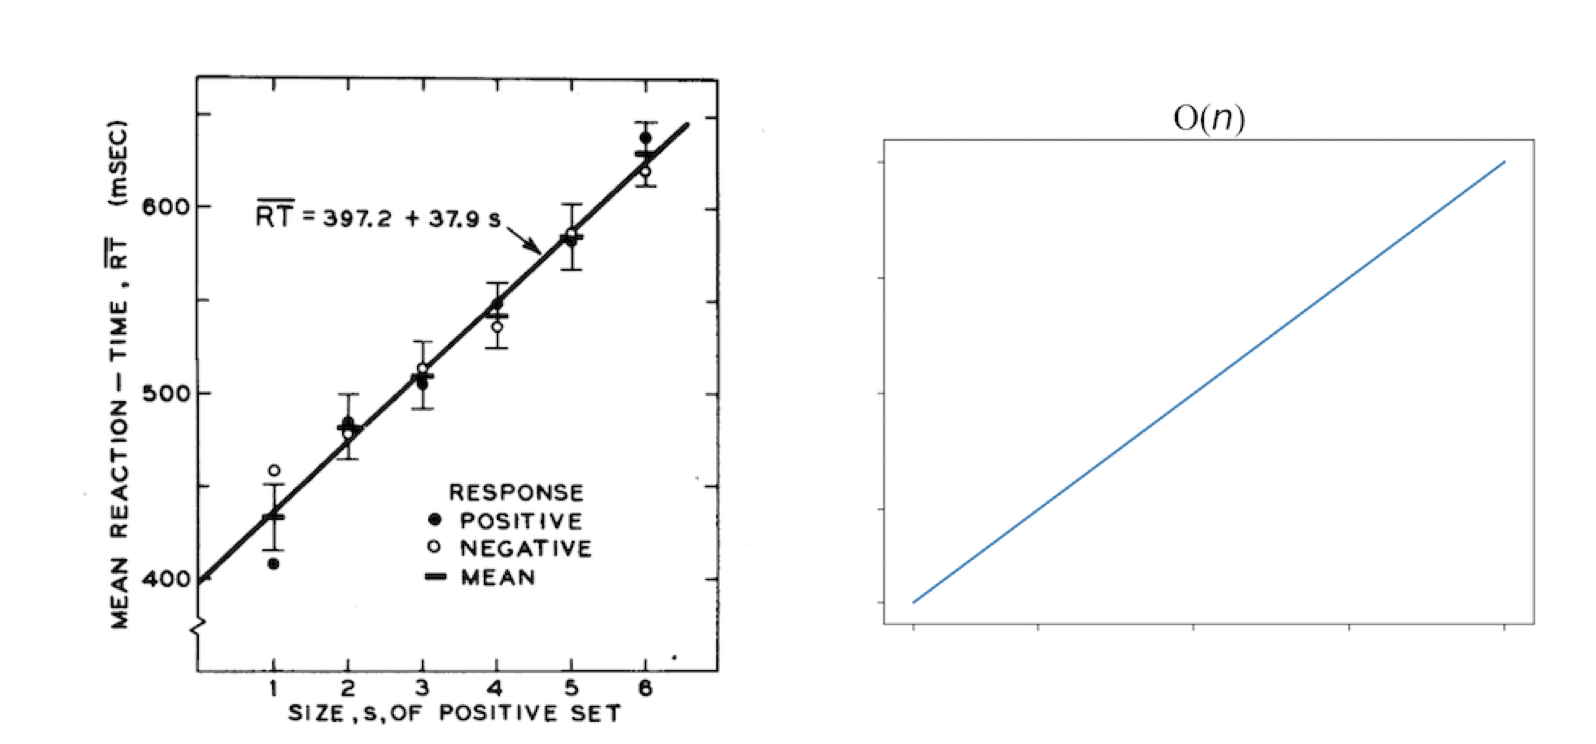 MEAN REACTION — TIME, RT (mSEC)
600
500
400
RT = 397.2 + 37.9 s
RESPONSE
POSITIVE
NEGATIVE
MEAN
1 2 3 4 5 6
SIZE, s, OF POSITIVE SET
O(n)